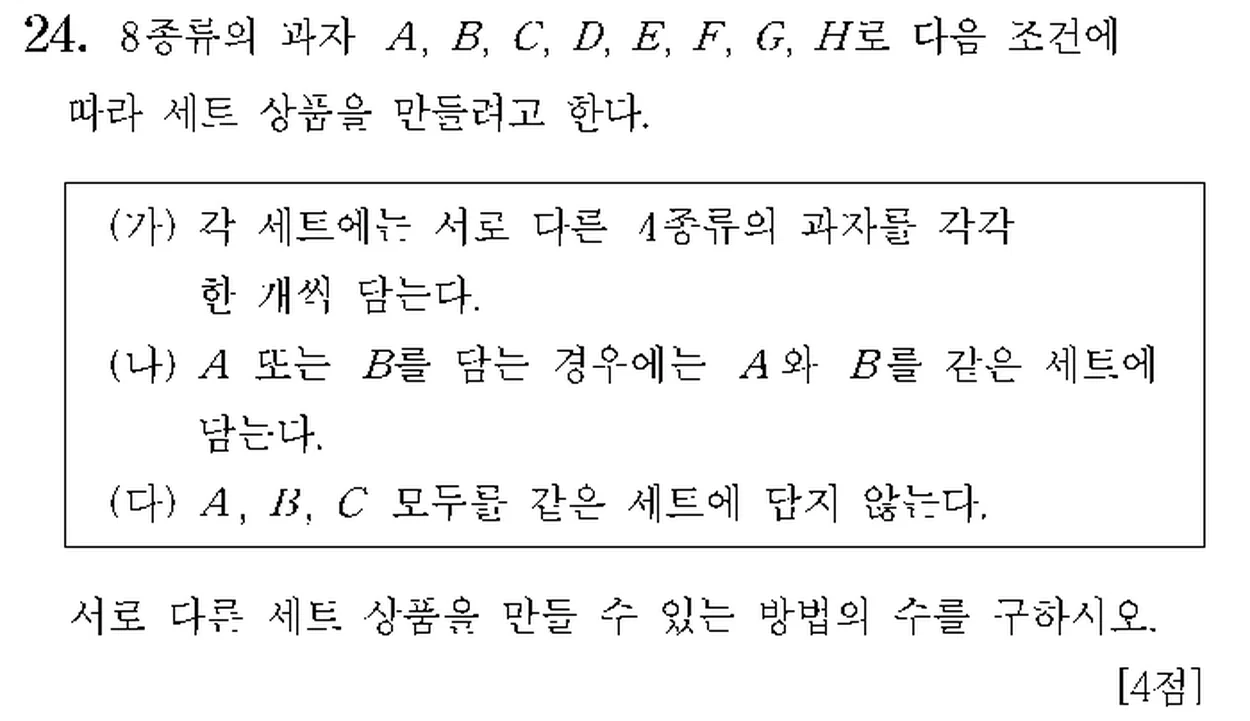 24. 8종류의 과자 A, B, C, D, E, F, G, H로 다음 조건에
따라 세트 상품을 만들려고 한다.
(가) 각 세트에는 서로 다른 4종류의 과자를 각각
한 개씩 담는다.
(나) A 또는 B를 담는 경우에는 A와 B를 같은 세트에
담는다.
(다) A, B, C 모두를 같은 세트에 담지 않는다.
서로 다른 세트 상품을 만들 수 있는 방법의 수를 구하시오.
[4점]